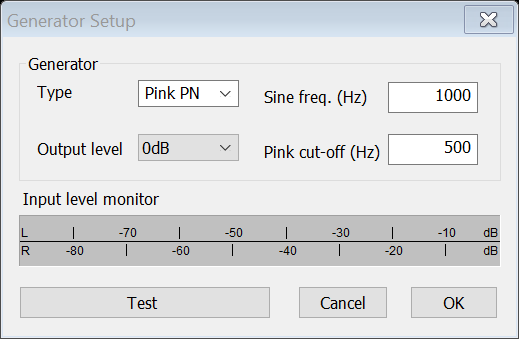 Generator Setup
Generator
Type Pink PN Sine freq. (Hz) 1000
Output level 0dB Pink cut-off (Hz) 500
Input level monitor
L | -70 | -50 | -30 | -10 dB
R -80 | -60 | -40 | -20 | dB
Test Cancel OK